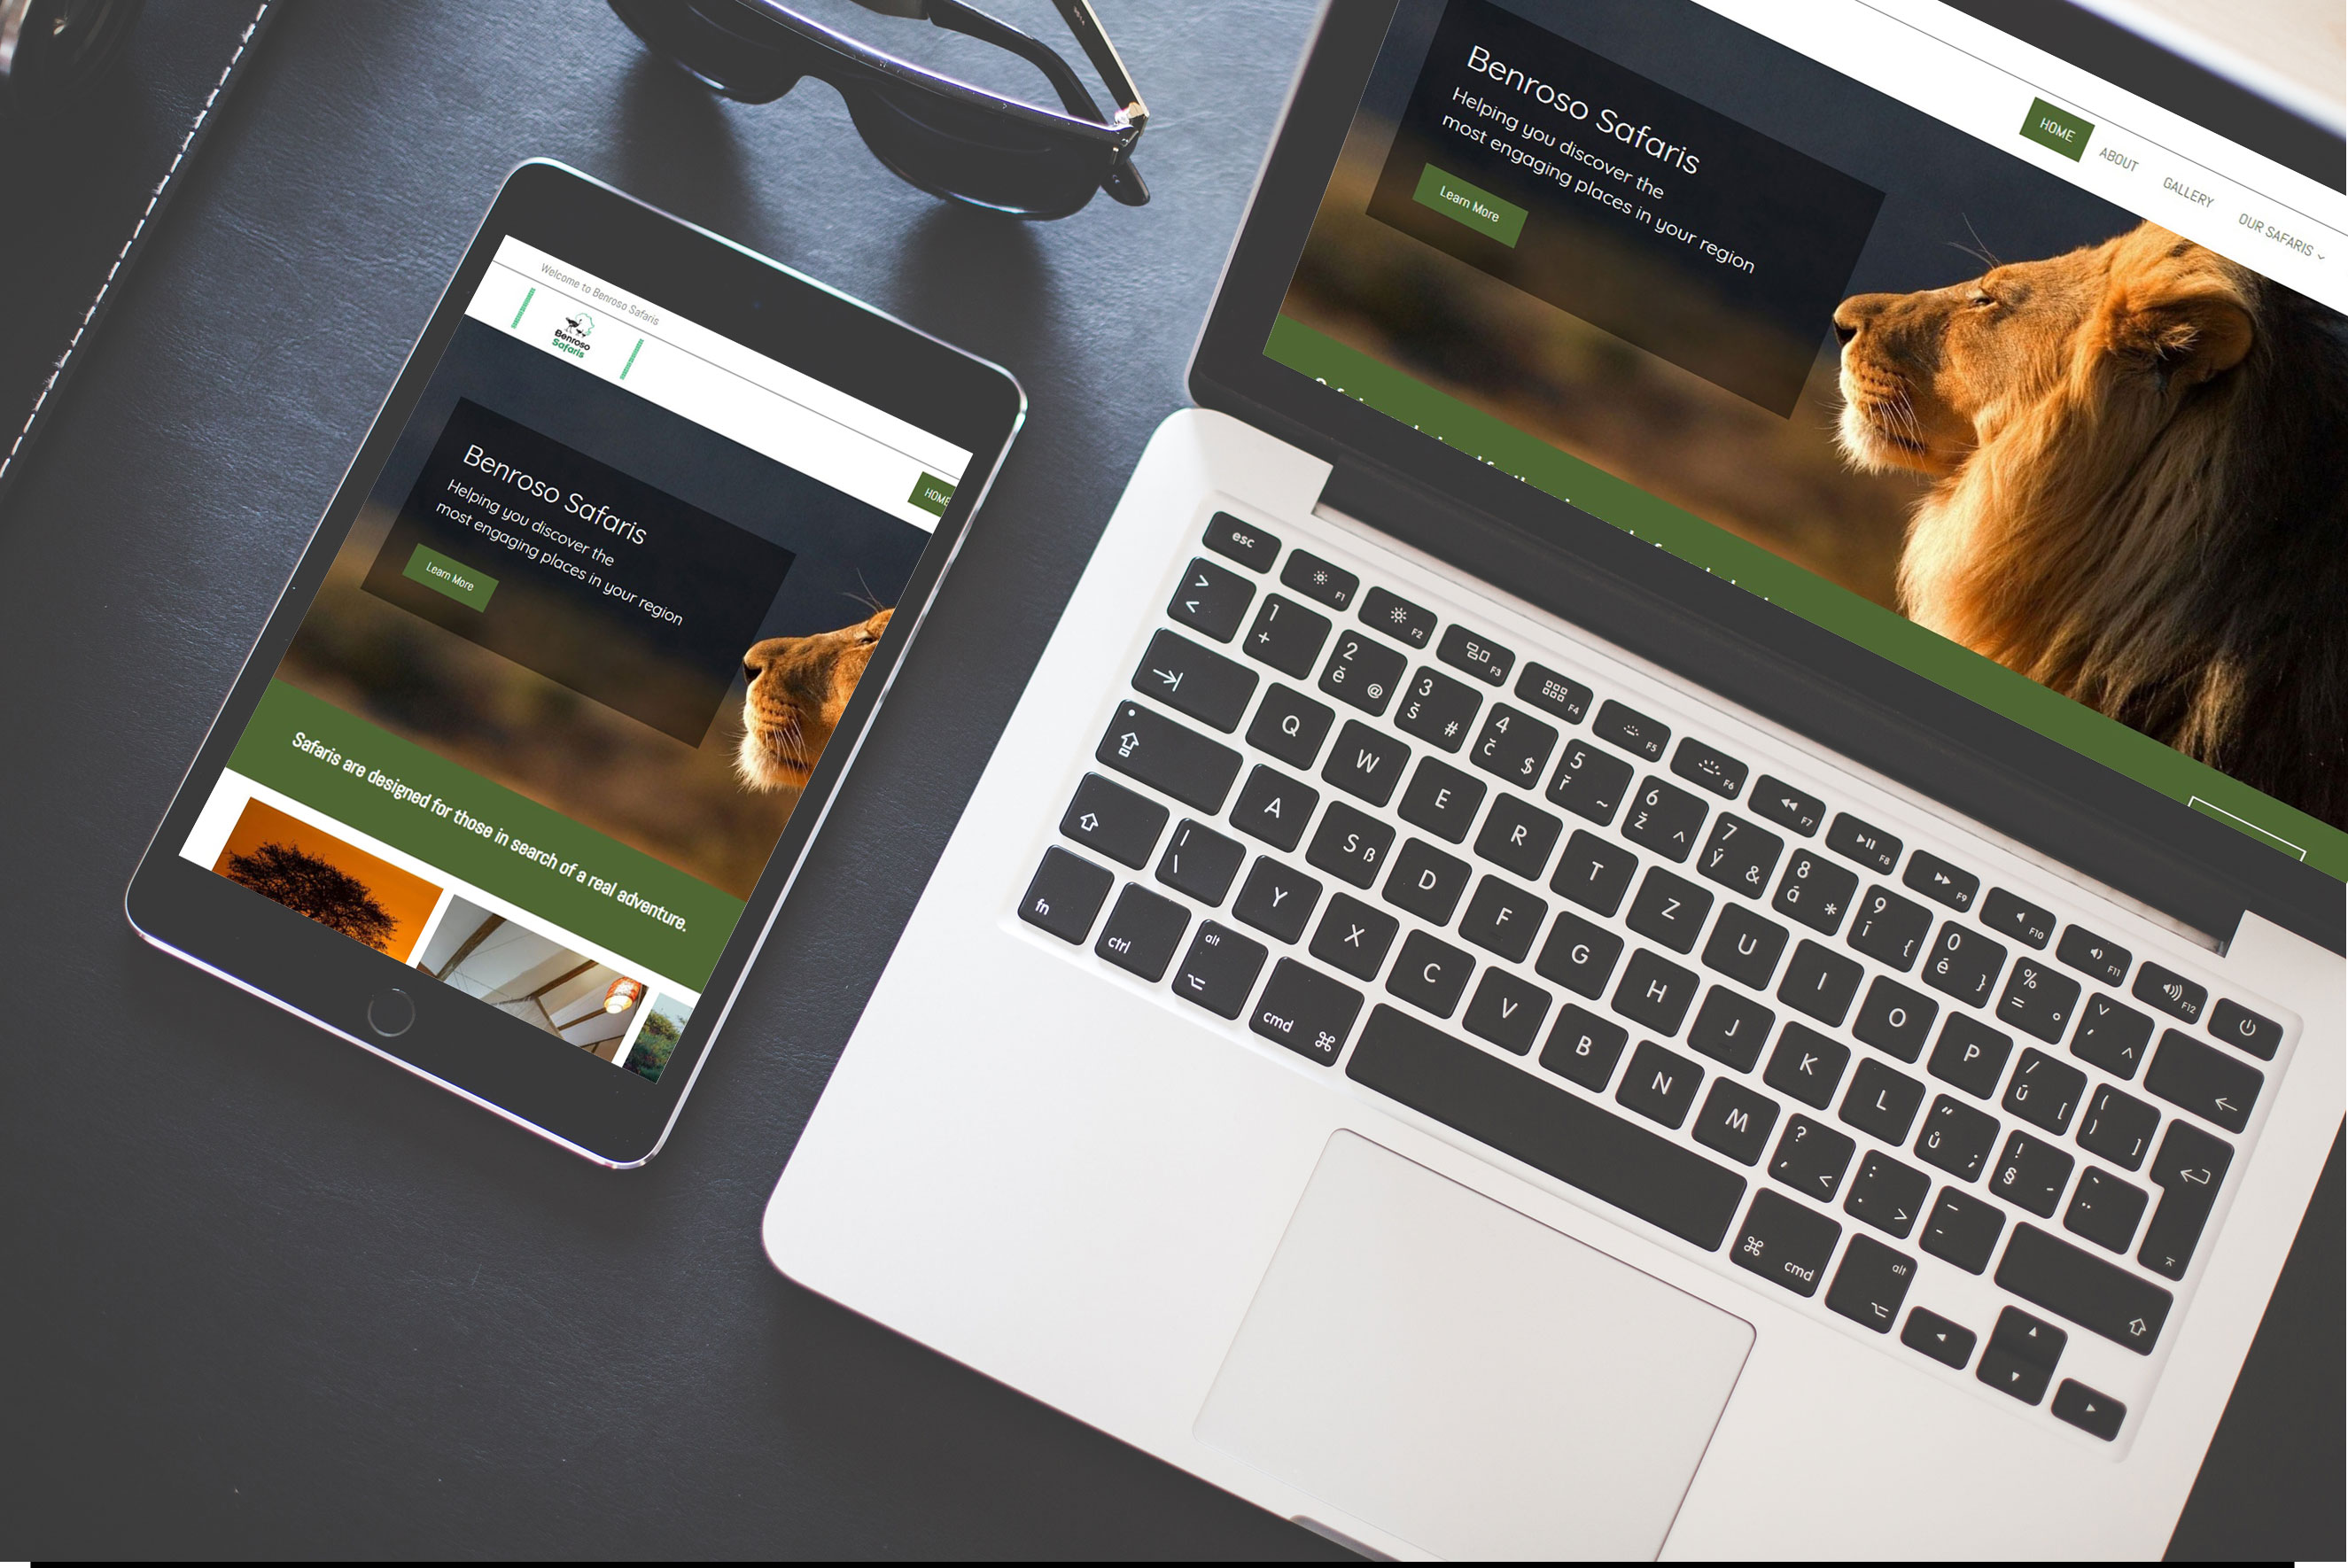 Welcome to Benroso Safaris
Benroso
Safaris
HOME
Benroso Safaris
Helping you discover the
most engaging places in your region
Learn More
Safaris are designed for those in search of a real adventure.
HOME
ABOUT
GALLERY
OUR SAFARIS
Benroso Safaris
Helping you discover the
most engaging places in your region
Learn More
esc
F1
F2
F3
F4
F5
F6
F7
F8
F9
F10
F11
F12
> <
1 +
2 ě @
3 š #
4 č $
5 ř ~
6 ž ^
7 ý &
8 á *
9 í {
0 é }
% = °
ˇ ´ ^
Q W E R T Z U I O P
/ ú [
( ) ]
A S ß D F G H J K L
" ů ;
! § -
| \
Y X C V B N M
? , <
: . >
_ -
fn
ctrl
alt
cmd ⌘
⌘ cmd
alt